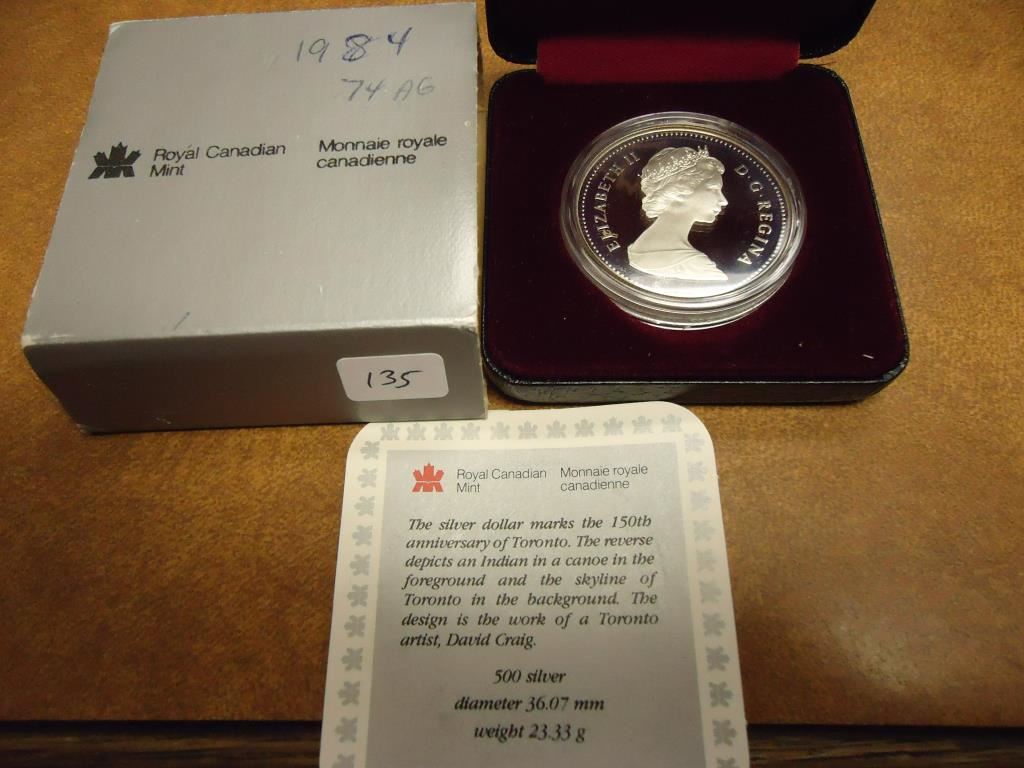 1984
74 AG
Royal Canadian Mint
Monnaie royale canadienne
135
ELIZABETH II D·G·REGINA
Royal Canadian Mint
Monnaie royale canadienne
The silver dollar marks the 150th
anniversary of Toronto. The reverse
depicts an Indian in a canoe in the
foreground and the skyline of
Toronto in the background. The
design is the work of a Toronto
artist, David Craig.
500 silver
diameter 36.07 mm
weight 23.33 g